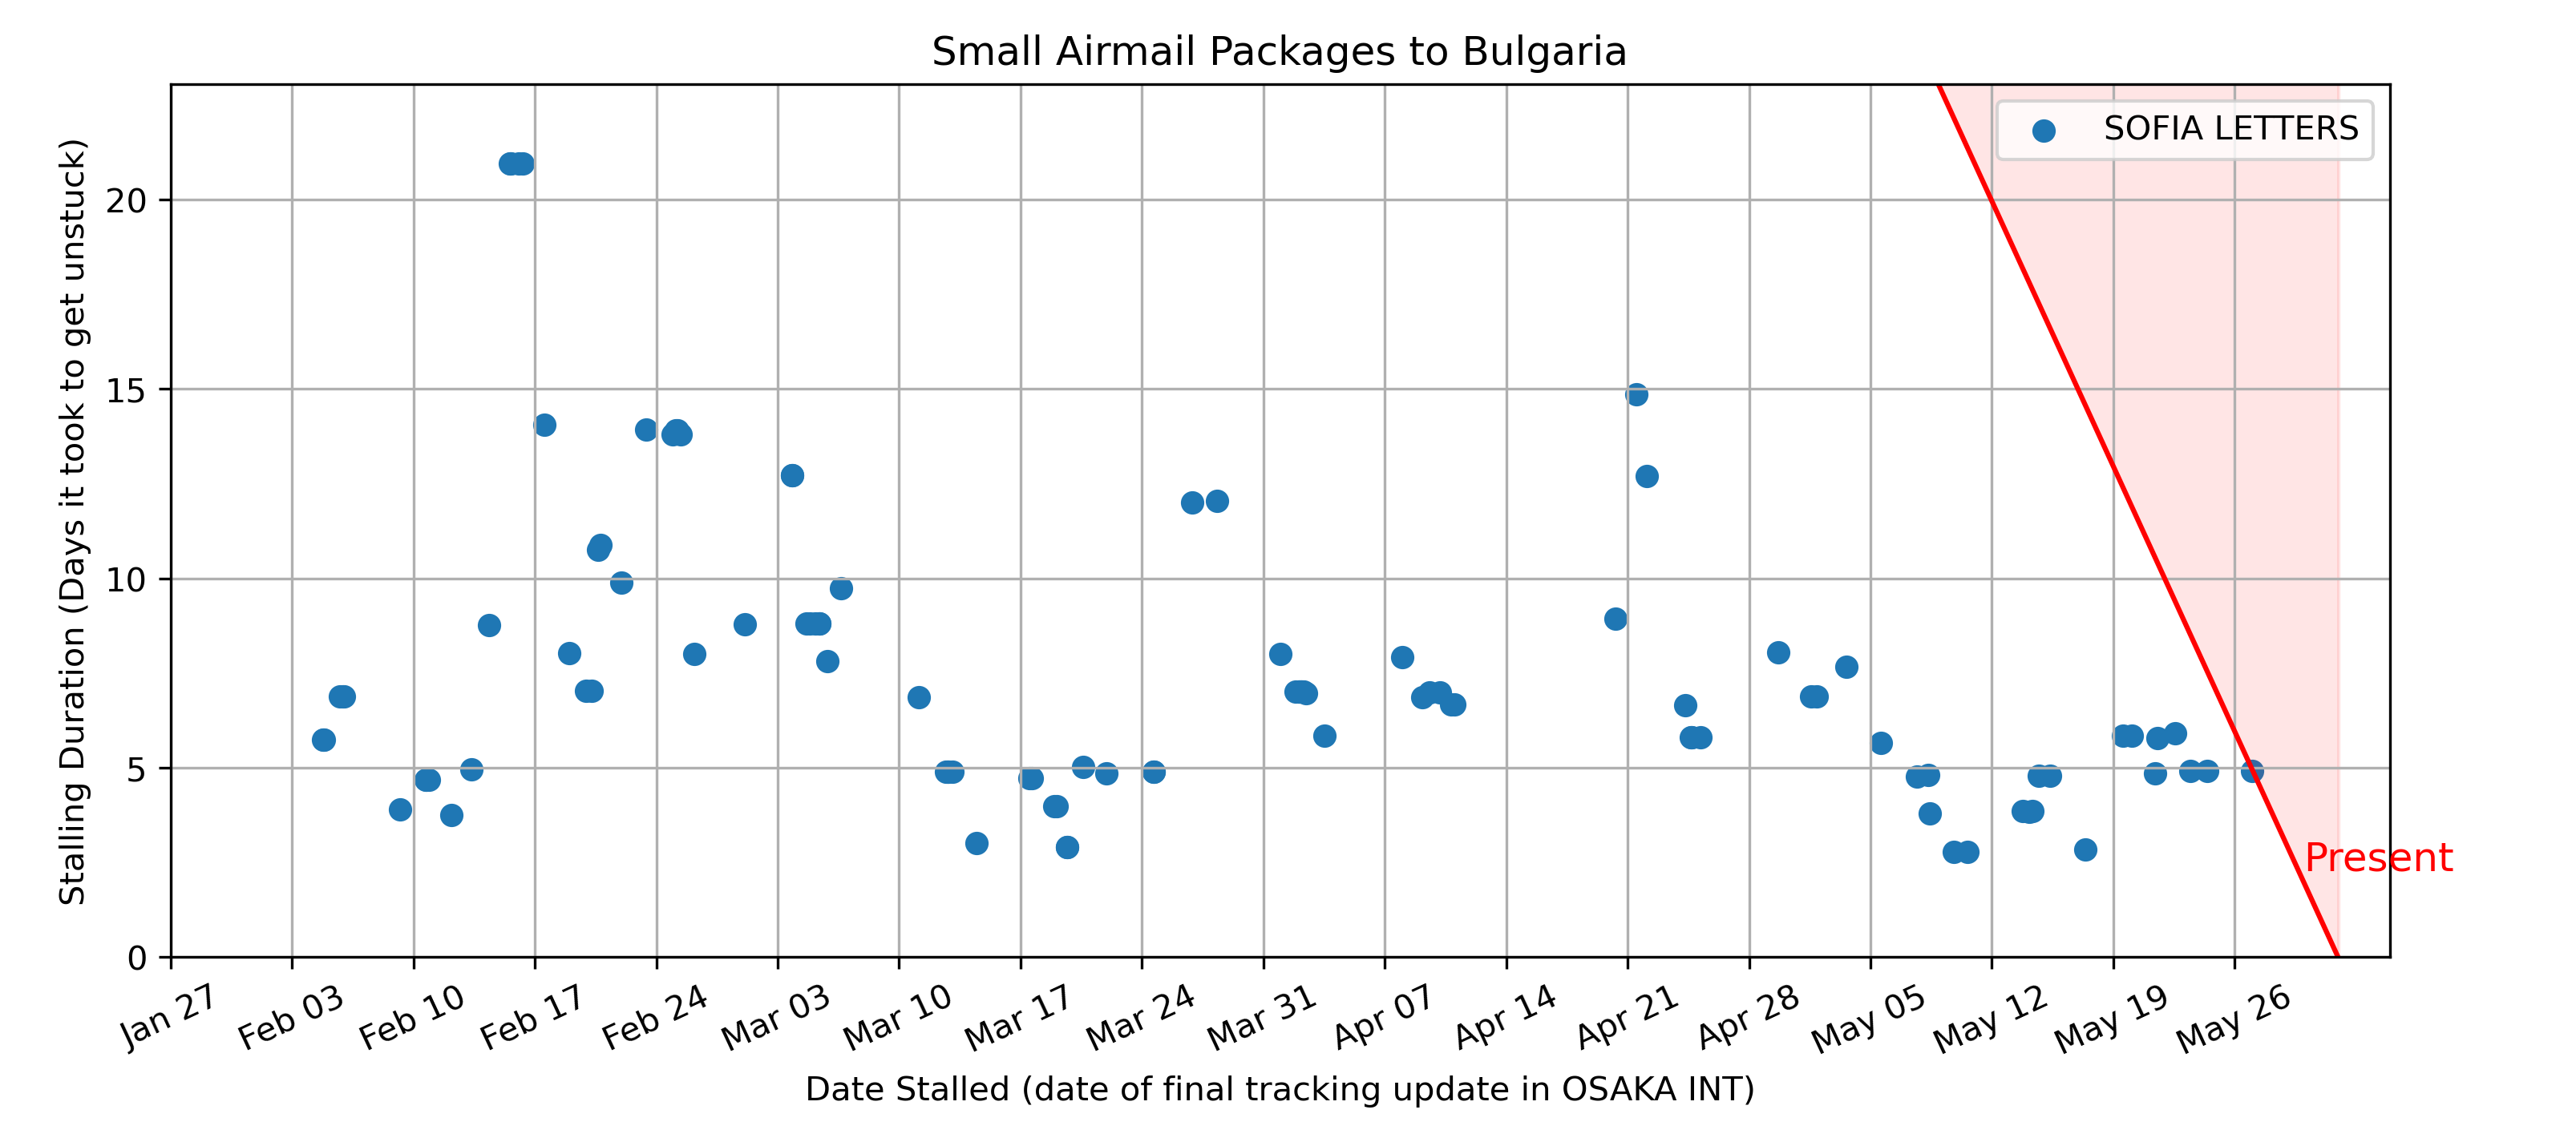 Small Airmail Packages to Bulgaria
SOFIA LETTERS
Stalling Duration (Days it took to get unstuck)
20
15
10
5
0
Present
Jan 27
Feb 03
Feb 10
Feb 17
Feb 24
Mar 03
Mar 10
Mar 17
Mar 24
Mar 31
Apr 07
Apr 14
Apr 21
Apr 28
May 05
May 12
May 19
May 26
Date Stalled (date of final tracking update in OSAKA INT)